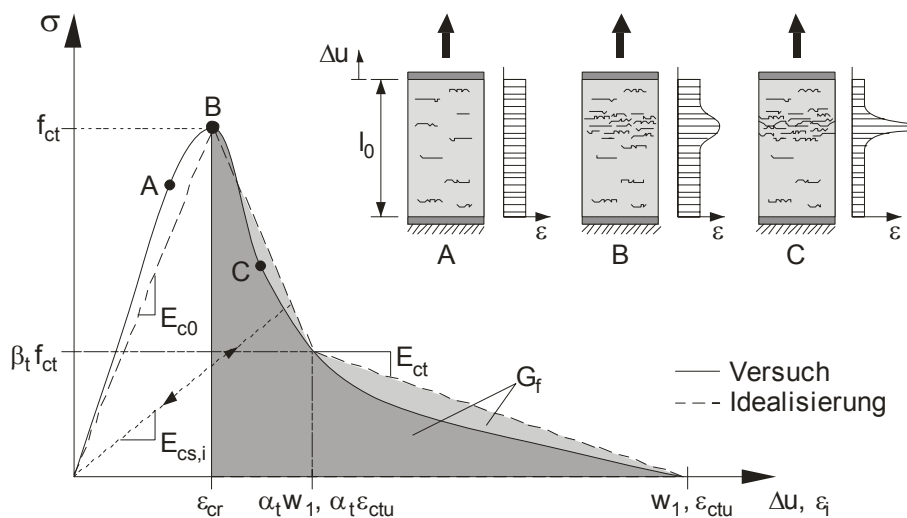 σ
Δu
B
f_ct
l_0
A
ε
ε
ε
A
B
C
C
E_c0
β_t f_ct
E_ct
G_f
Versuch
Idealisierung
E_cs,i
ε_cr
α_t w_1, α_t ε_ctu
w_1, ε_ctu
Δu, ε_i